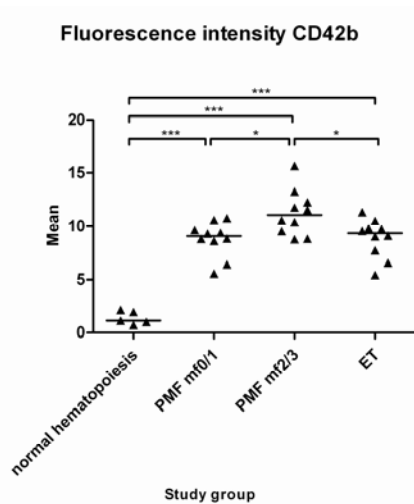 Fluorescence intensity CD42b
***
***
*** * *
20
15
10
5
0
Mean
normal hematopoiesis
PMF mf0/1
PMF mf2/3
ET
Study group